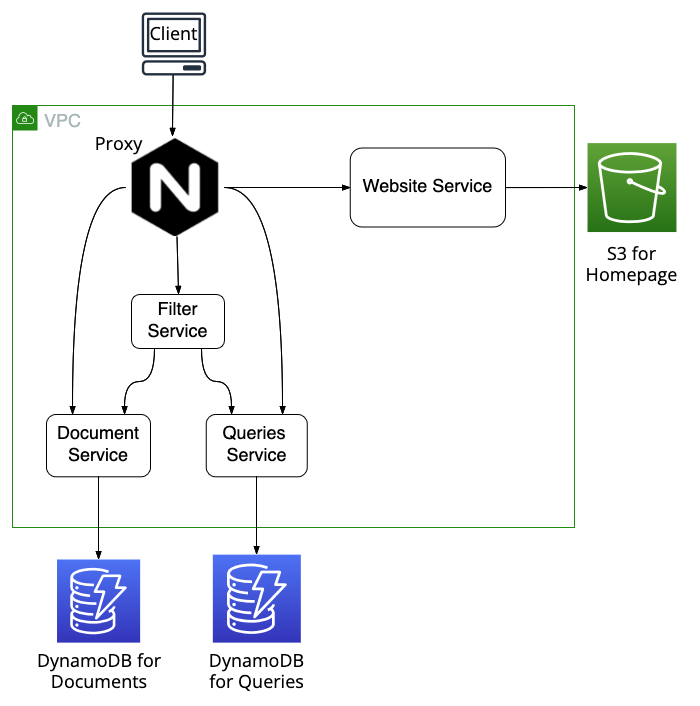 Client
VPC
Proxy
N
Website Service
S3 for
Homepage
Filter
Service
Document
Service
Queries
Service
DynamoDB for
Documents
DynamoDB
for Queries